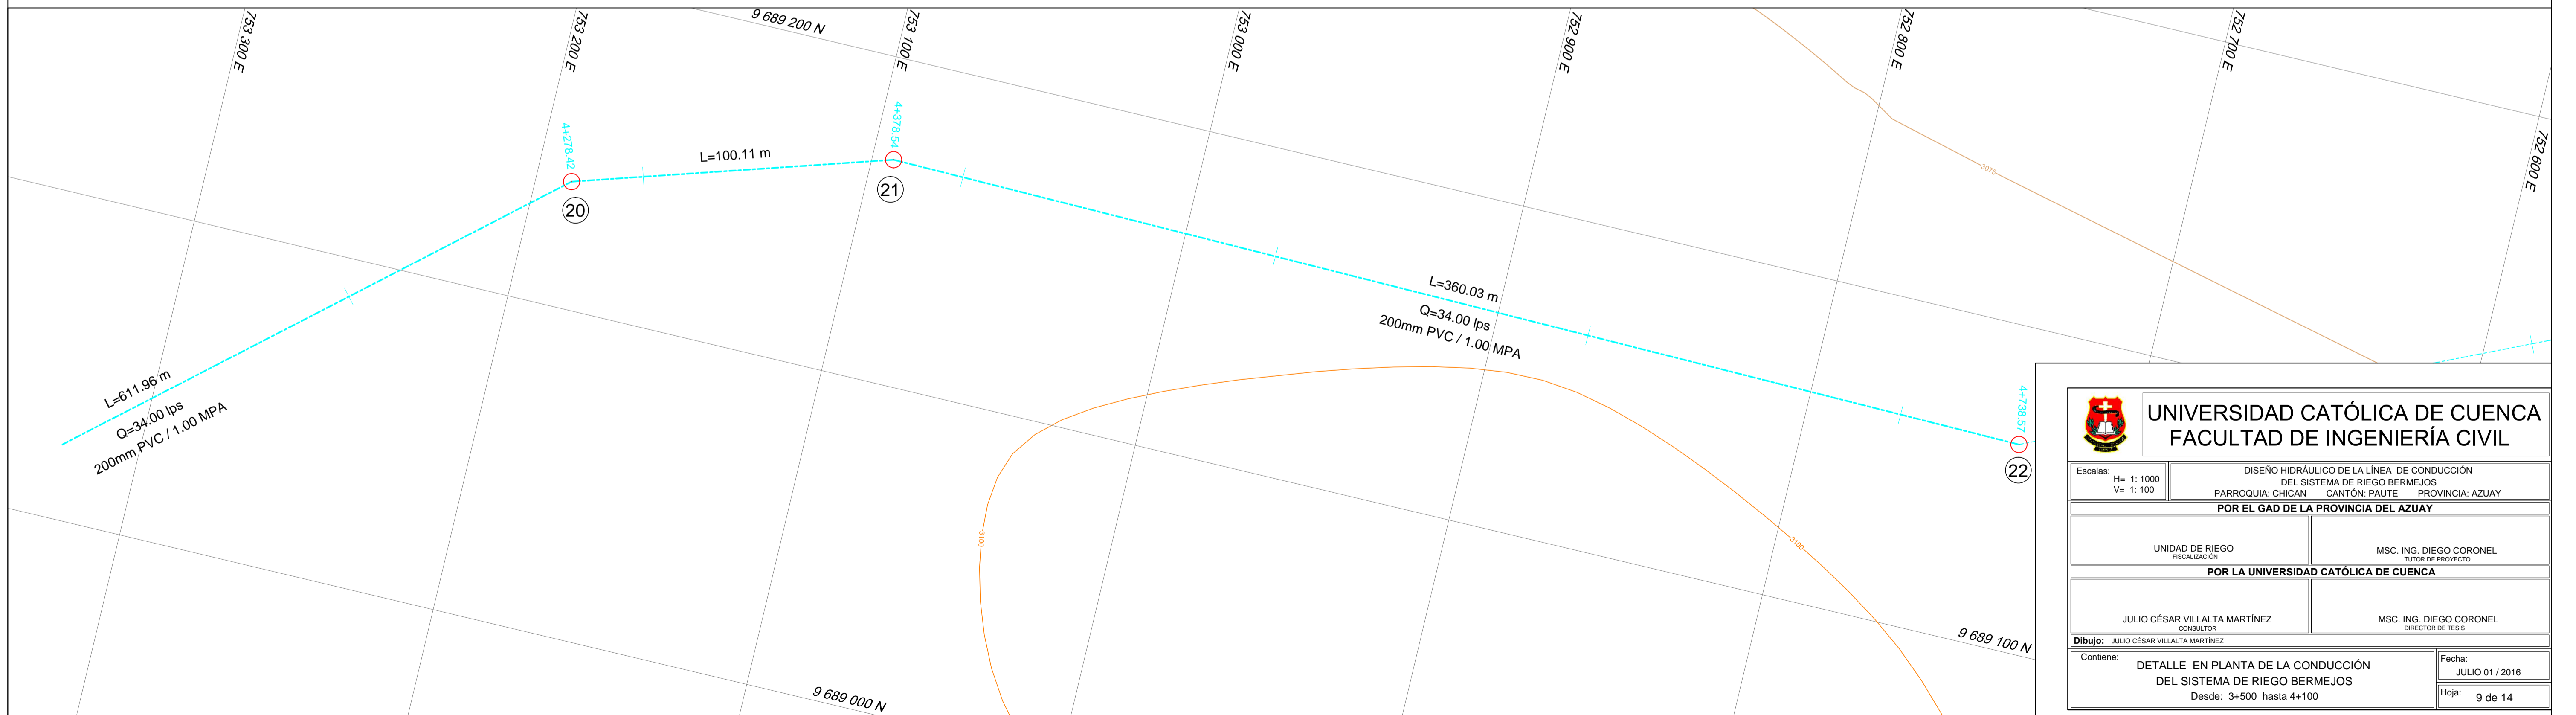 753 300 E
753 200 E
9 689 200 N
753 100 E
753 000 E
752 900 E
752 800 E
752 700 E
752 600 E
4+278.42
L=100.11 m
4+378.54
20
21
3075
L=360.03 m
Q=34.00 lps
200mm PVC / 1.00 MPA
L=611.96 m
Q=34.00 lps
200mm PVC / 1.00 MPA
4+738.57
22
3100
3100
9 689 100 N
9 689 000 N
UNIVERSIDAD CATÓLICA DE CUENCA
FACULTAD DE INGENIERÍA CIVIL
Escalas:
H= 1: 1000
V= 1: 100
DISEÑO HIDRÁULICO DE LA LÍNEA DE CONDUCCIÓN
DEL SISTEMA DE RIEGO BERMEJOS
PARROQUIA: CHICAN CANTÓN: PAUTE PROVINCIA: AZUAY
POR EL GAD DE LA PROVINCIA DEL AZUAY
UNIDAD DE RIEGO
FISCALIZACIÓN
MSC. ING. DIEGO CORONEL
TUTOR DE PROYECTO
POR LA UNIVERSIDAD CATÓLICA DE CUENCA
JULIO CÉSAR VILLALTA MARTÍNEZ
CONSULTOR
MSC. ING. DIEGO CORONEL
DIRECTOR DE TESIS
Dibujo: JULIO CÉSAR VILLALTA MARTÍNEZ
Contiene:
DETALLE EN PLANTA DE LA CONDUCCIÓN
DEL SISTEMA DE RIEGO BERMEJOS
Desde: 3+500 hasta 4+100
Fecha:
JULIO 01 / 2016
Hoja: 9 de 14